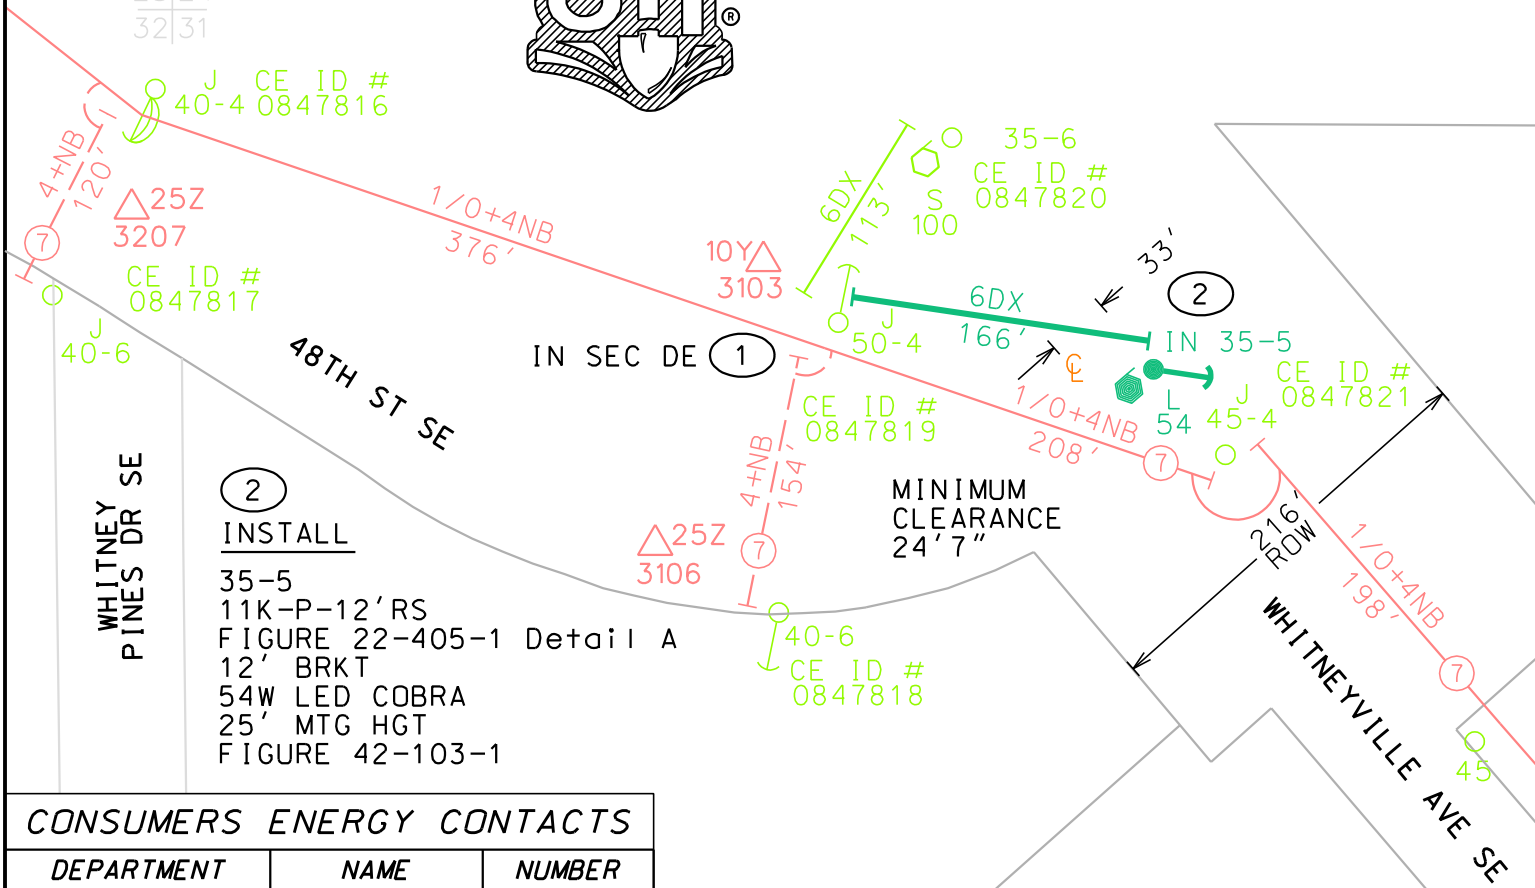 32 31
®
J CE ID #
40-4 0847816
4+NB
120'
25Z
3207
7
CE ID #
0847817
J
40-6
1/0+4NB
376'
10Y
3103
6DX
113'
35-6
CE ID #
0847820
S
100
33'
2
6DX
166'
J
50-4
IN 35-5
CE ID #
0847821
J
45-4
L
54
CL
IN SEC DE 1
48TH ST SE
CE ID #
0847819
1/0+4NB
208'
7
4+NB
154'
MINIMUM
CLEARANCE
24'7"
25Z
3106
7
216'
ROW
1/0+4NB
198'
7
WHITNEY
PINES DR SE
2
INSTALL
35-5
11K-P-12'RS
FIGURE 22-405-1 Detail A
12' BRKT
54W LED COBRA
25' MTG HGT
FIGURE 42-103-1
40-6
CE ID #
0847818
WHITNEYVILLE AVE SE
45
CONSUMERS ENERGY CONTACTS
DEPARTMENT NAME NUMBER